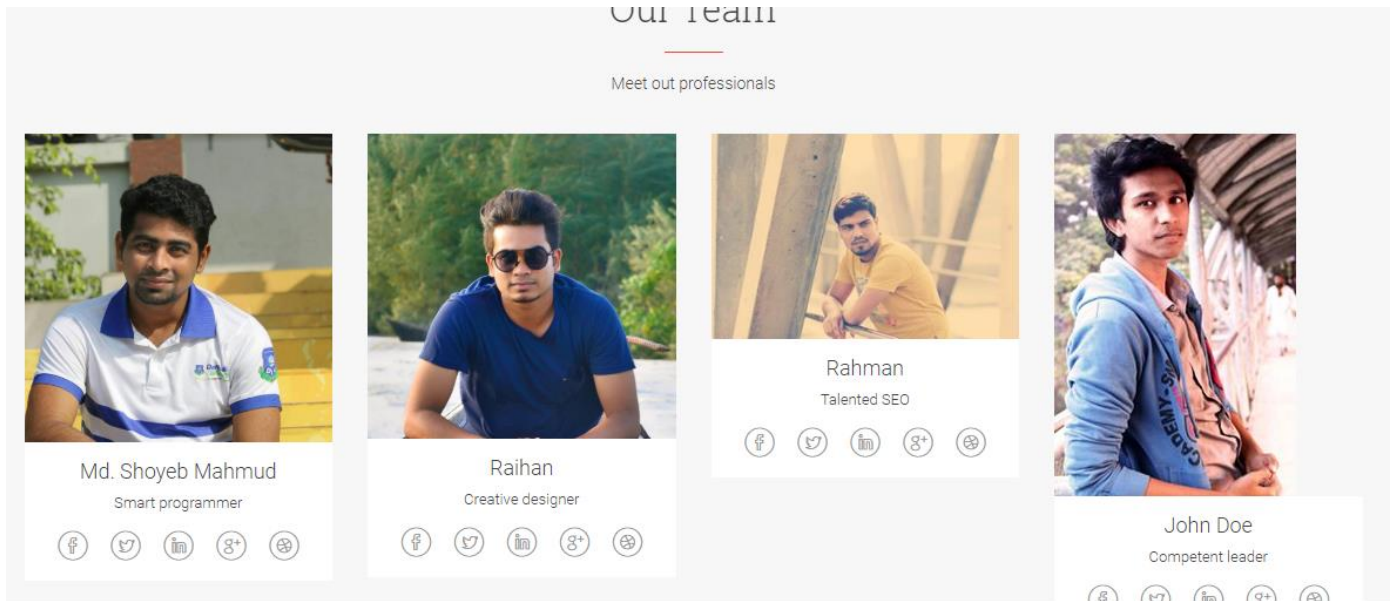 Our Team
Meet out professionals
Md. Shoyeb Mahmud
Smart programmer
Raihan
Creative designer
Rahman
Talented SEO
John Doe
Competent leader